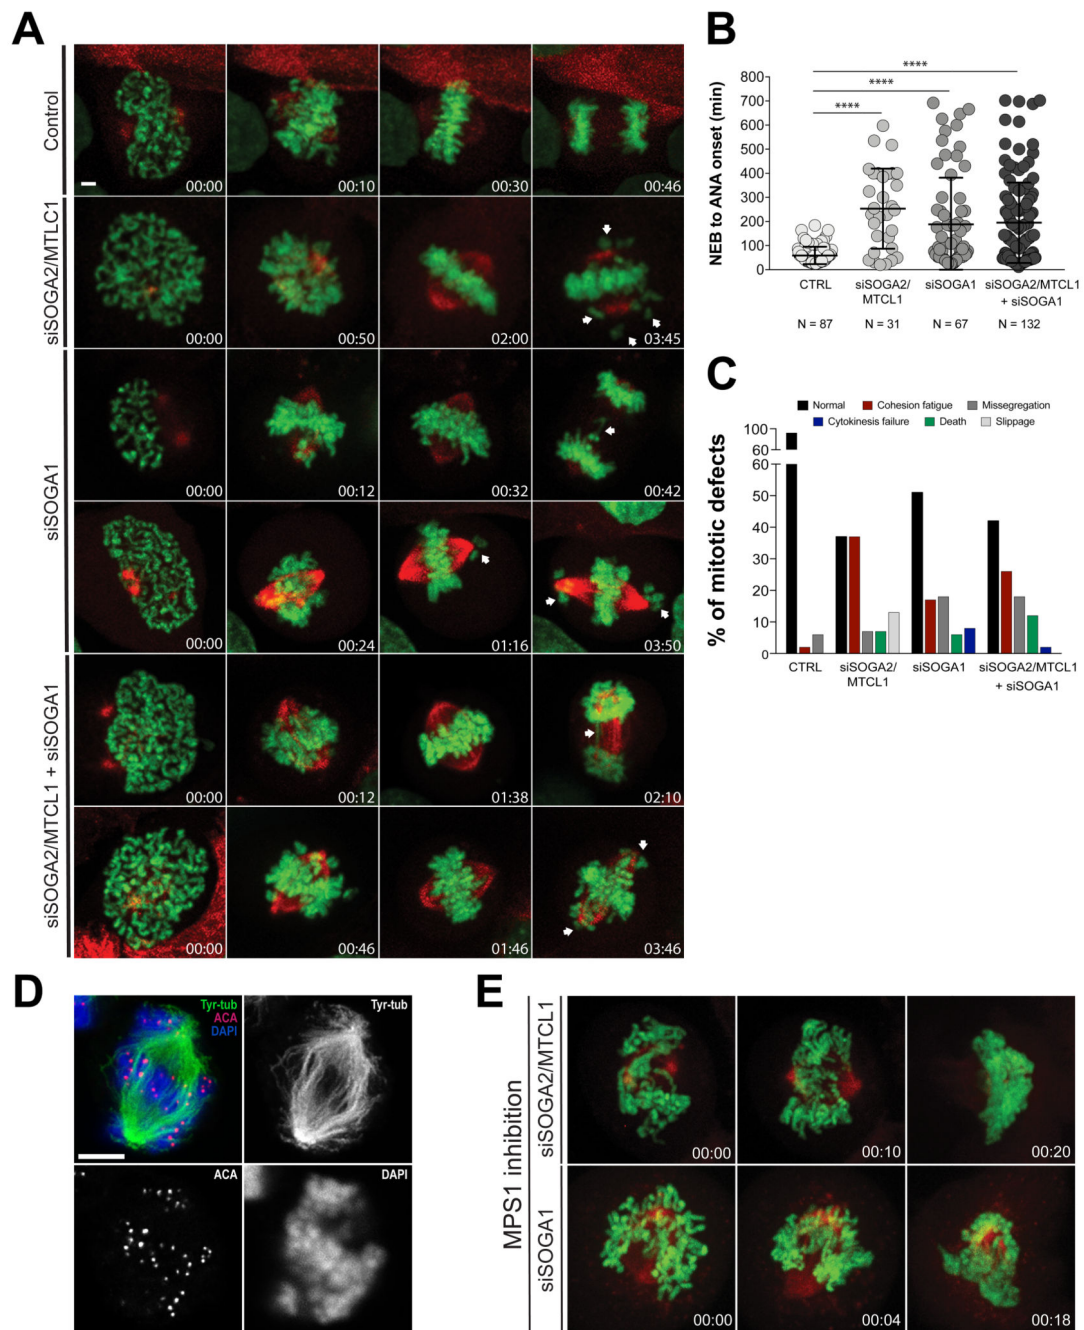 A
Control
00:00
00:10
00:30
00:46
siSOGA2/MTLC1
00:00
00:50
02:00
03:45
siSOGA1
00:00
00:12
00:32
00:42
00:00
00:24
01:16
03:50
siSOGA2/MTCL1 + siSOGA1
00:00
00:12
01:38
02:10
00:00
00:46
01:46
03:46
B
NEB to ANA onset (min)
800
700
600
500
400
300
200
100
0
****
****
****
CTRL
siSOGA2/
MTCL1
siSOGA1
siSOGA2/MTCL1
+ siSOGA1
N = 87
N = 31
N = 67
N = 132
C
Normal
Cohesion fatigue
Missegregation
Cytokinesis failure
Death
Slippage
% of mitotic defects
100
60
60
50
40
30
20
10
0
CTRL
siSOGA2/
MTCL1
siSOGA1
siSOGA2/MTCL1
+ siSOGA1
D
Tyr-tub
ACA
DAPI
Tyr-tub
ACA
DAPI
E
MPS1 inhibition
siSOGA2/MTCL1
00:00
00:10
00:20
siSOGA1
00:00
00:04
00:18